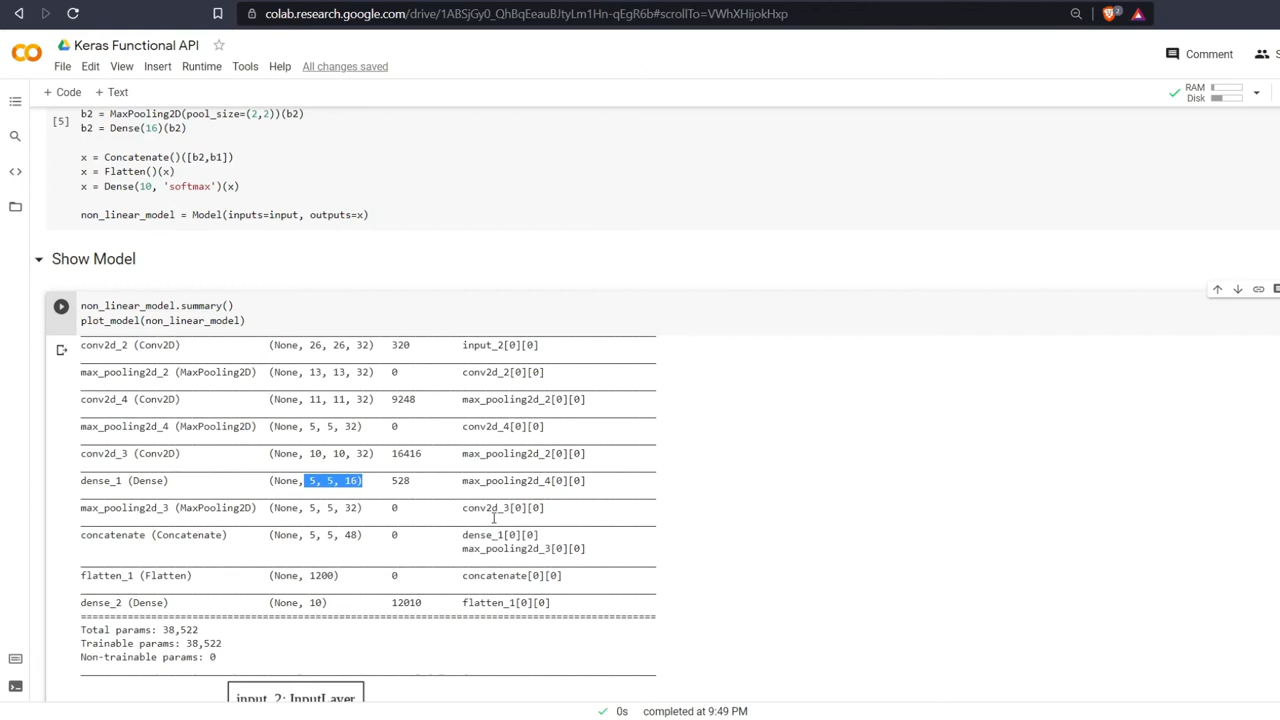 colab.research.google.com/drive/1ABSjGy0_QhBqEeauBJtyLm1Hn-qEgR6b#scrollTo=VWhXHijokHxp
2
CO
Keras Functional API
File Edit View Insert Runtime Tools Help All changes saved
Comment
S
+ Code + Text
RAM
Disk
[5]
b2 = MaxPooling2D(pool_size=(2,2))(b2)
b2 = Dense(16)(b2)
x = Concatenate()([b2,b1])
x = Flatten()(x)
x = Dense(10, 'softmax')(x)
non_linear_model = Model(inputs=input, outputs=x)
Show Model
non_linear_model.summary()
plot_model(non_linear_model)
conv2d_2 (Conv2D) (None, 26, 26, 32) 320 input_2[0][0]
max_pooling2d_2 (MaxPooling2D) (None, 13, 13, 32) 0 conv2d_2[0][0]
conv2d_4 (Conv2D) (None, 11, 11, 32) 9248 max_pooling2d_2[0][0]
max_pooling2d_4 (MaxPooling2D) (None, 5, 5, 32) 0 conv2d_4[0][0]
conv2d_3 (Conv2D) (None, 10, 10, 32) 16416 max_pooling2d_2[0][0]
dense_1 (Dense) (None, 5, 5, 16) 528 max_pooling2d_4[0][0]
max_pooling2d_3 (MaxPooling2D) (None, 5, 5, 32) 0 conv2d_3[0][0]
concatenate (Concatenate) (None, 5, 5, 48) 0 dense_1[0][0]
max_pooling2d_3[0][0]
flatten_1 (Flatten) (None, 1200) 0 concatenate[0][0]
dense_2 (Dense) (None, 10) 12010 flatten_1[0][0]
Total params: 38,522
Trainable params: 38,522
Non-trainable params: 0
input_2: InputLayer
0s completed at 9:49 PM